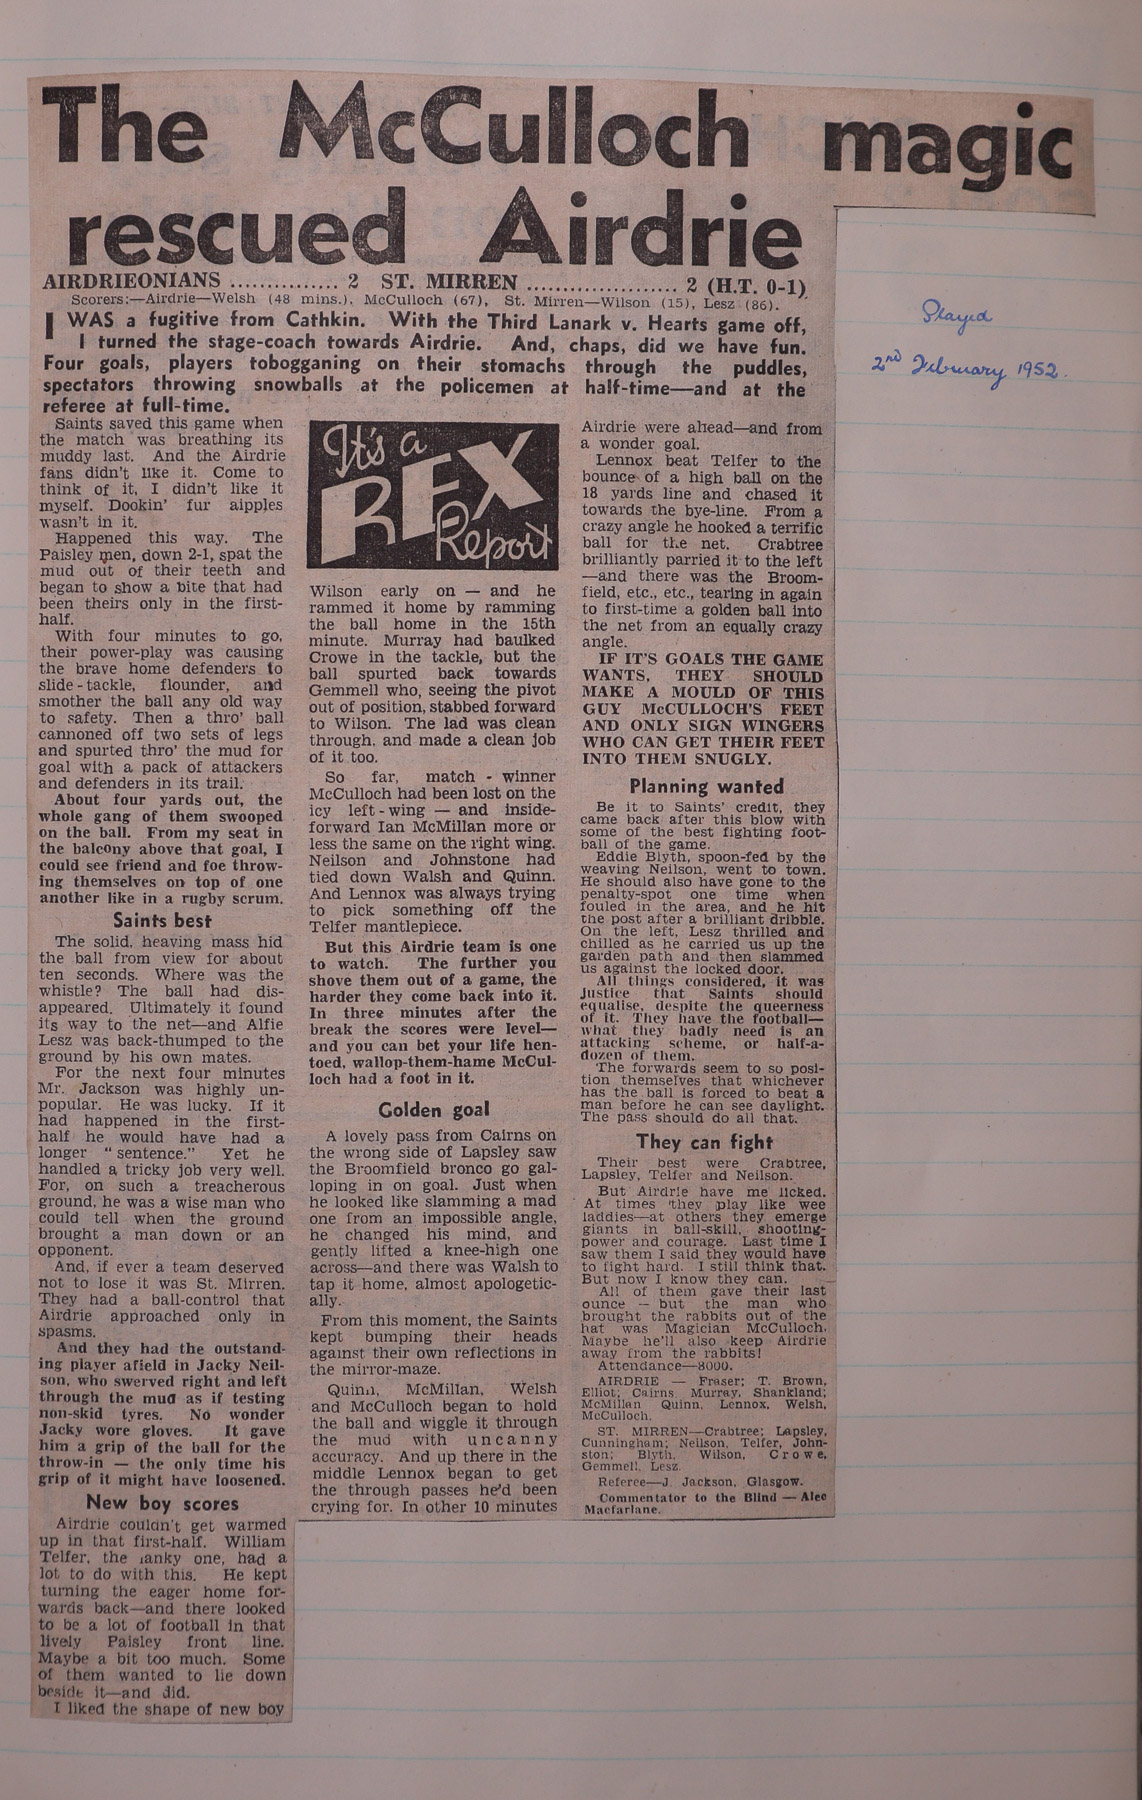 The McCulloch magic
rescued Airdrie
AIRDRIEONIANS .............. 2 ST. MIRREN ...................... 2 (H.T. 0-1)
Scorers:—Airdrie—Welsh (48 mins.), McCulloch (67), St. Mirren—Wilson (15), Lesz (86).
I WAS a fugitive from Cathkin. With the Third Lanark v. Hearts game off,
I turned the stage-coach towards Airdrie. And, chaps, did we have fun.
Four goals, players tobogganing on their stomachs through the puddles,
spectators throwing snowballs at the policemen at half-time—and at the
referee at full-time.
Saints saved this game when
the match was breathing its
muddy last. And the Airdrie
fans didn't like it. Come to
think of it, I didn't like it
myself. Dookin' fur aipples
wasn't in it.
Happened this way. The
Paisley men, down 2-1, spat the
mud out of their teeth and
began to show a bite that had
been theirs only in the first-
half.
With four minutes to go,
their power-play was causing
the brave home defenders to
slide-tackle, flounder, and
smother the ball any old way
to safety. Then a thro' ball
cannoned off two sets of legs
and spurted thro' the mud for
goal with a pack of attackers
and defenders in its trail.
About four yards out, the
whole gang of them swooped
on the ball. From my seat in
the balcony above that goal, I
could see friend and foe throw-
ing themselves on top of one
another like in a rugby scrum.
Saints best
The solid, heaving mass hid
the ball from view for about
ten seconds. Where was the
whistle? The ball had dis-
appeared. Ultimately it found
its way to the net—and Alfie
Lesz was back-thumped to the
ground by his own mates.
For the next four minutes
Mr. Jackson was highly un-
popular. He was lucky. If it
had happened in the first-
half he would have had a
longer "sentence." Yet he
handled a tricky job very well.
For, on such a treacherous
ground, he was a wise man who
could tell when the ground
brought a man down or an
opponent.
And, if ever a team deserved
not to lose it was St. Mirren.
They had a ball-control that
Airdrie approached only in
spasms.
And they had the outstand-
ing player afield in Jacky Neil-
son, who swerved right and left
through the mud as if testing
non-skid tyres. No wonder
Jacky wore gloves. It gave
him a grip of the ball for the
throw-in — the only time his
grip of it might have loosened.
New boy scores
Airdrie couldn't get warmed
up in that first-half. William
Telfer, the lanky one, had a
lot to do with this. He kept
turning the eager home for-
wards back—and there looked
to be a lot of football in that
lively Paisley front line.
Maybe a bit too much. Some
of them wanted to lie down
beside it—and did.
I liked the shape of new boy
It's a
REX
Report
Wilson early on — and he
rammed it home by ramming
the ball home in the 15th
minute. Murray had baulked
Crowe in the tackle, but the
ball spurted back towards
Gemmell who, seeing the pivot
out of position, stabbed forward
to Wilson. The lad was clean
through, and made a clean job
of it too.
So far, match-winner
McCulloch had been lost on the
icy left-wing — and inside-
forward Ian McMillan more or
less the same on the right wing.
Neilson and Johnstone had
tied down Walsh and Quinn.
And Lennox was always trying
to pick something off the
Telfer mantlepiece.
But this Airdrie team is one
to watch. The further you
shove them out of a game, the
harder they come back into it.
In three minutes after the
break the scores were level—
and you can bet your life hen-
toed, wallop-them-hame McCul-
loch had a foot in it.
Golden goal
A lovely pass from Cairns on
the wrong side of Lapsley saw
the Broomfield bronco go gal-
loping in on goal. Just when
he looked like slamming a mad
one from an impossible angle,
he changed his mind, and
gently lifted a knee-high one
across—and there was Walsh to
tap it home, almost apologetic-
ally.
From this moment, the Saints
kept bumping their heads
against their own reflections in
the mirror-maze.
Quinn, McMillan, Welsh
and McCulloch began to hold
the ball and wiggle it through
the mud with uncanny
accuracy. And up there in the
middle Lennox began to get
the through passes he'd been
crying for. In other 10 minutes
Airdrie were ahead—and from
a wonder goal.
Lennox beat Telfer to the
bounce of a high ball on the
18 yards line and chased it
towards the bye-line. From a
crazy angle he hooked a terrific
ball for the net. Crabtree
brilliantly parried it to the left
—and there was the Broom-
field, etc., etc., tearing in again
to first-time a golden ball into
the net from an equally crazy
angle.
IF IT'S GOALS THE GAME
WANTS, THEY SHOULD
MAKE A MOULD OF THIS
GUY McCULLOCH'S FEET
AND ONLY SIGN WINGERS
WHO CAN GET THEIR FEET
INTO THEM SNUGLY.
Planning wanted
Be it to Saints' credit, they
came back after this blow with
some of the best fighting foot-
ball of the game.
Eddie Blyth, spoon-fed by the
weaving Neilson, went to town.
He should also have gone to the
penalty-spot one time when
fouled in the area, and he hit
the post after a brilliant dribble.
On the left, Lesz thrilled and
chilled as he carried us up the
garden path and then slammed
us against the locked door.
All things considered, it was
justice that Saints should
equalise, despite the queerness
of it. They have the football—
what they badly need is an
attacking scheme, or half-a-
dozen of them.
The forwards seem to so posi-
tion themselves that whichever
has the ball is forced to beat a
man before he can see daylight.
The pass should do all that.
They can fight
Their best were Crabtree,
Lapsley, Telfer and Neilson.
But Airdrie have me licked.
At times they play like wee
laddies—at others they emerge
giants in ball-skill, shooting-
power and courage. Last time I
saw them I said they would have
to fight hard. I still think that.
But now I know they can.
All of them gave their last
ounce — but the man who
brought the rabbits out of the
hat was Magician McCulloch.
Maybe he'll also keep Airdrie
away from the rabbits!
Attendance—8000.
AIRDRIE — Fraser; T. Brown,
Elliot; Cairns, Murray, Shankland;
McMillan Quinn, Lennox, Welsh,
McCulloch.
ST. MIRREN—Crabtree; Lapsley,
Cunningham; Neilson, Telfer, John-
ston; Blyth, Wilson, Crowe,
Gemmell, Lesz.
Referee—J. Jackson, Glasgow.
Commentator to the Blind — Alec
Macfarlane.
Played
2nd February 1952.